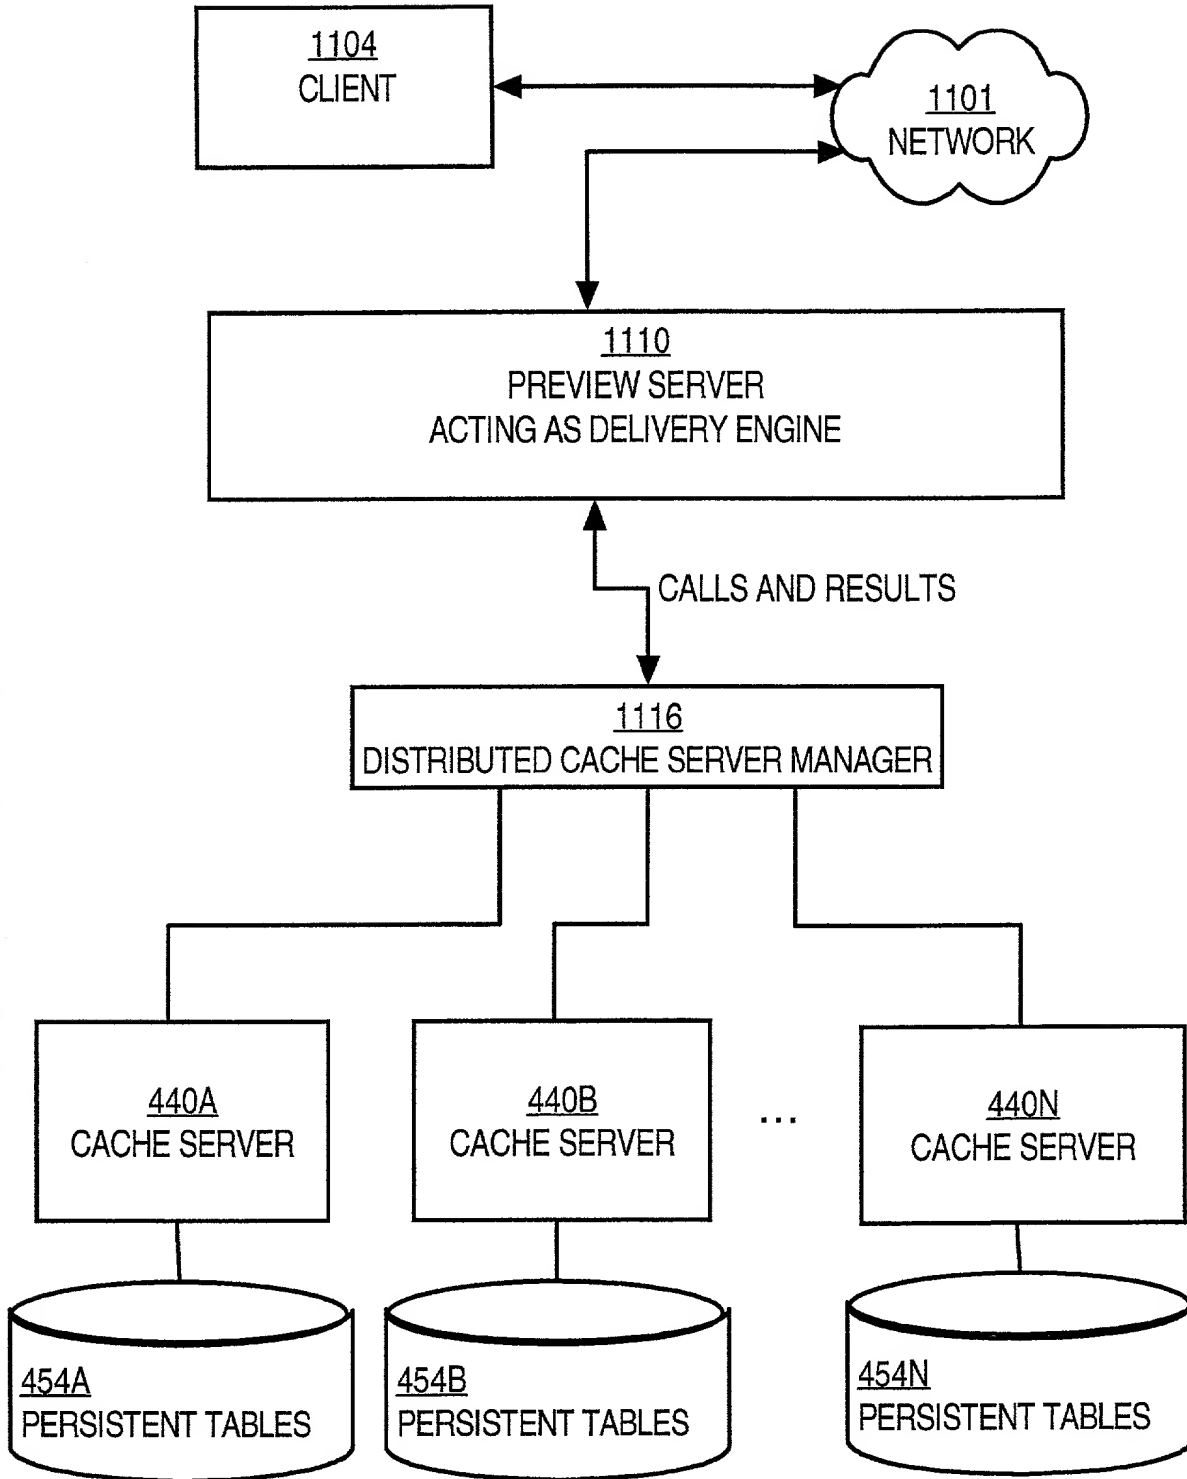 1104
CLIENT
1101
NETWORK
1110
PREVIEW SERVER
ACTING AS DELIVERY ENGINE
CALLS AND RESULTS
1116
DISTRIBUTED CACHE SERVER MANAGER
440A
CACHE SERVER
440B
CACHE SERVER
...
440N
CACHE SERVER
454A
PERSISTENT TABLES
454B
PERSISTENT TABLES
454N
PERSISTENT TABLES